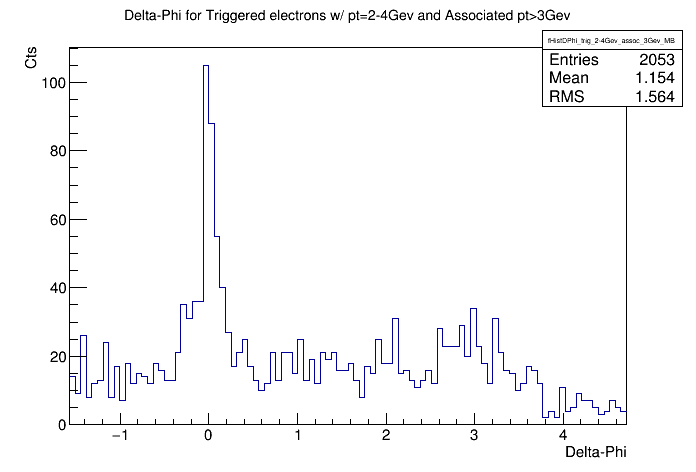 Delta-Phi for Triggered electrons w/ pt=2-4Gev and Associated pt>3Gev
fHistDPhi_trig_2-4Gev_assoc_3Gev_MB
Entries 2053
Mean 1.154
RMS 1.564
Cts
100
80
60
40
20
0
−1 0 1 2 3 4
Delta-Phi